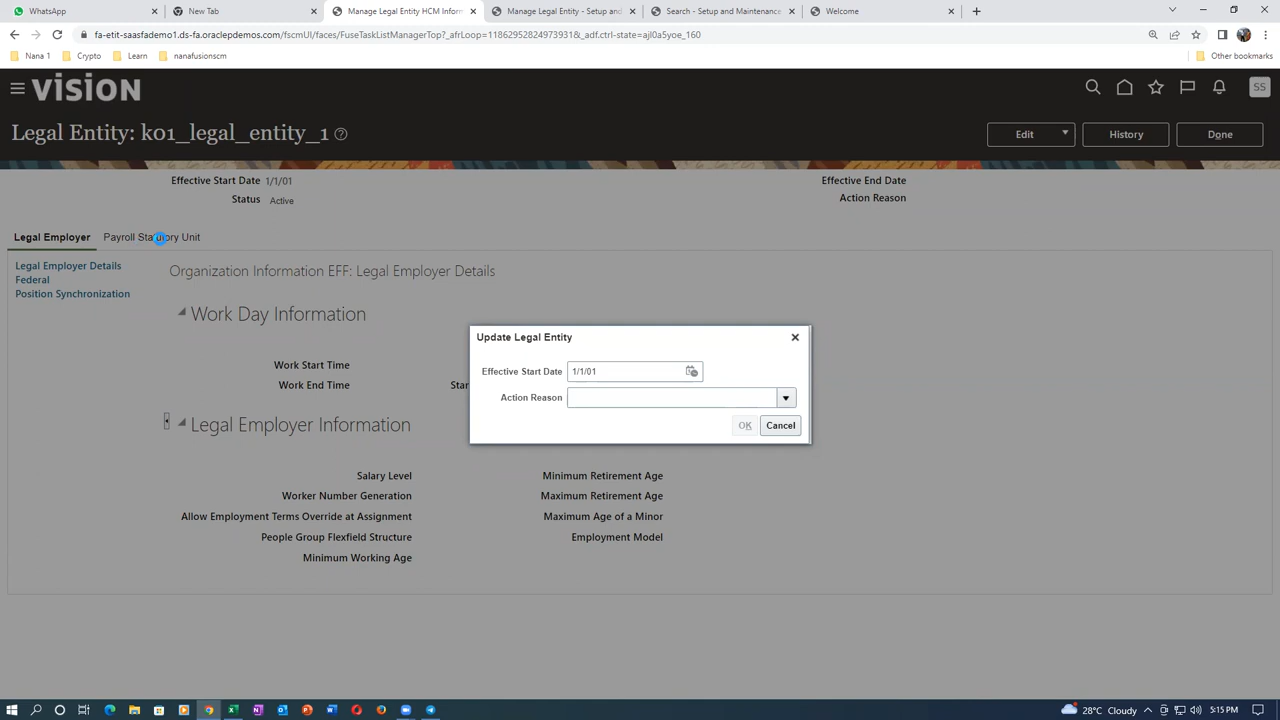 WhatsApp
New Tab
Manage Legal Entity HCM Inform
Manage Legal Entity - Setup and
Search - Setup and Maintenance
Welcome
fa-etit-saasfademo1.ds-fa.oraclepdemos.com/fscmUI/faces/FuseTaskListManagerTop?_afrLoop=11862952824973931&_adf.ctrl-state=ajl0a5yoe_160
Nana 1
Crypto
Learn
nanafusionscm
Other bookmarks
VISION
SS
Legal Entity: k01_legal_entity_1
Edit
History
Done
Effective Start Date 1/1/01
Effective End Date
Status Active
Action Reason
Legal Employer
Payroll Statutory Unit
Legal Employer Details
Federal
Position Synchronization
Organization Information EFF: Legal Employer Details
Work Day Information
Work Start Time
Work End Time
Star
Update Legal Entity
Effective Start Date 1/1/01
Action Reason
OK
Cancel
Legal Employer Information
Salary Level
Minimum Retirement Age
Worker Number Generation
Maximum Retirement Age
Allow Employment Terms Override at Assignment
Maximum Age of a Minor
People Group Flexfield Structure
Employment Model
Minimum Working Age
28°C Cloudy
5:15 PM